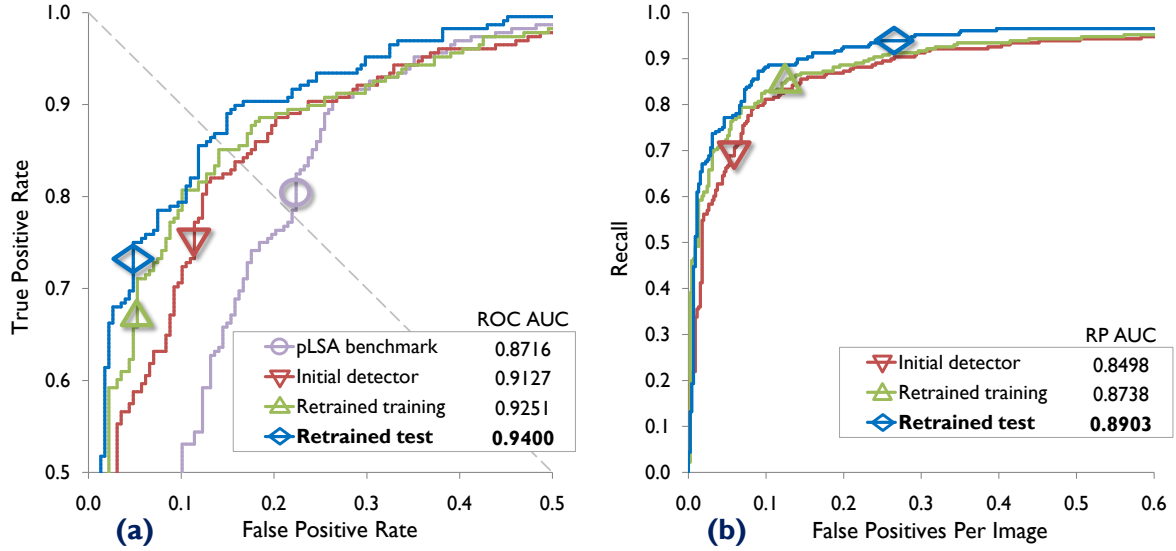 1.0
0.9
0.8
0.7
0.6
0.5
True Positive Rate
0.0 0.1 0.2 0.3 0.4 0.5
False Positive Rate
(a)
ROC AUC
pLSA benchmark 0.8716
Initial detector 0.9127
Retrained training 0.9251
Retrained test 0.9400
1.0
0.9
0.8
0.7
0.6
0.5
0.4
0.3
0.2
0.1
0.0
Recall
0.0 0.1 0.2 0.3 0.4 0.5 0.6
False Positives Per Image
(b)
RP AUC
Initial detector 0.8498
Retrained training 0.8738
Retrained test 0.8903